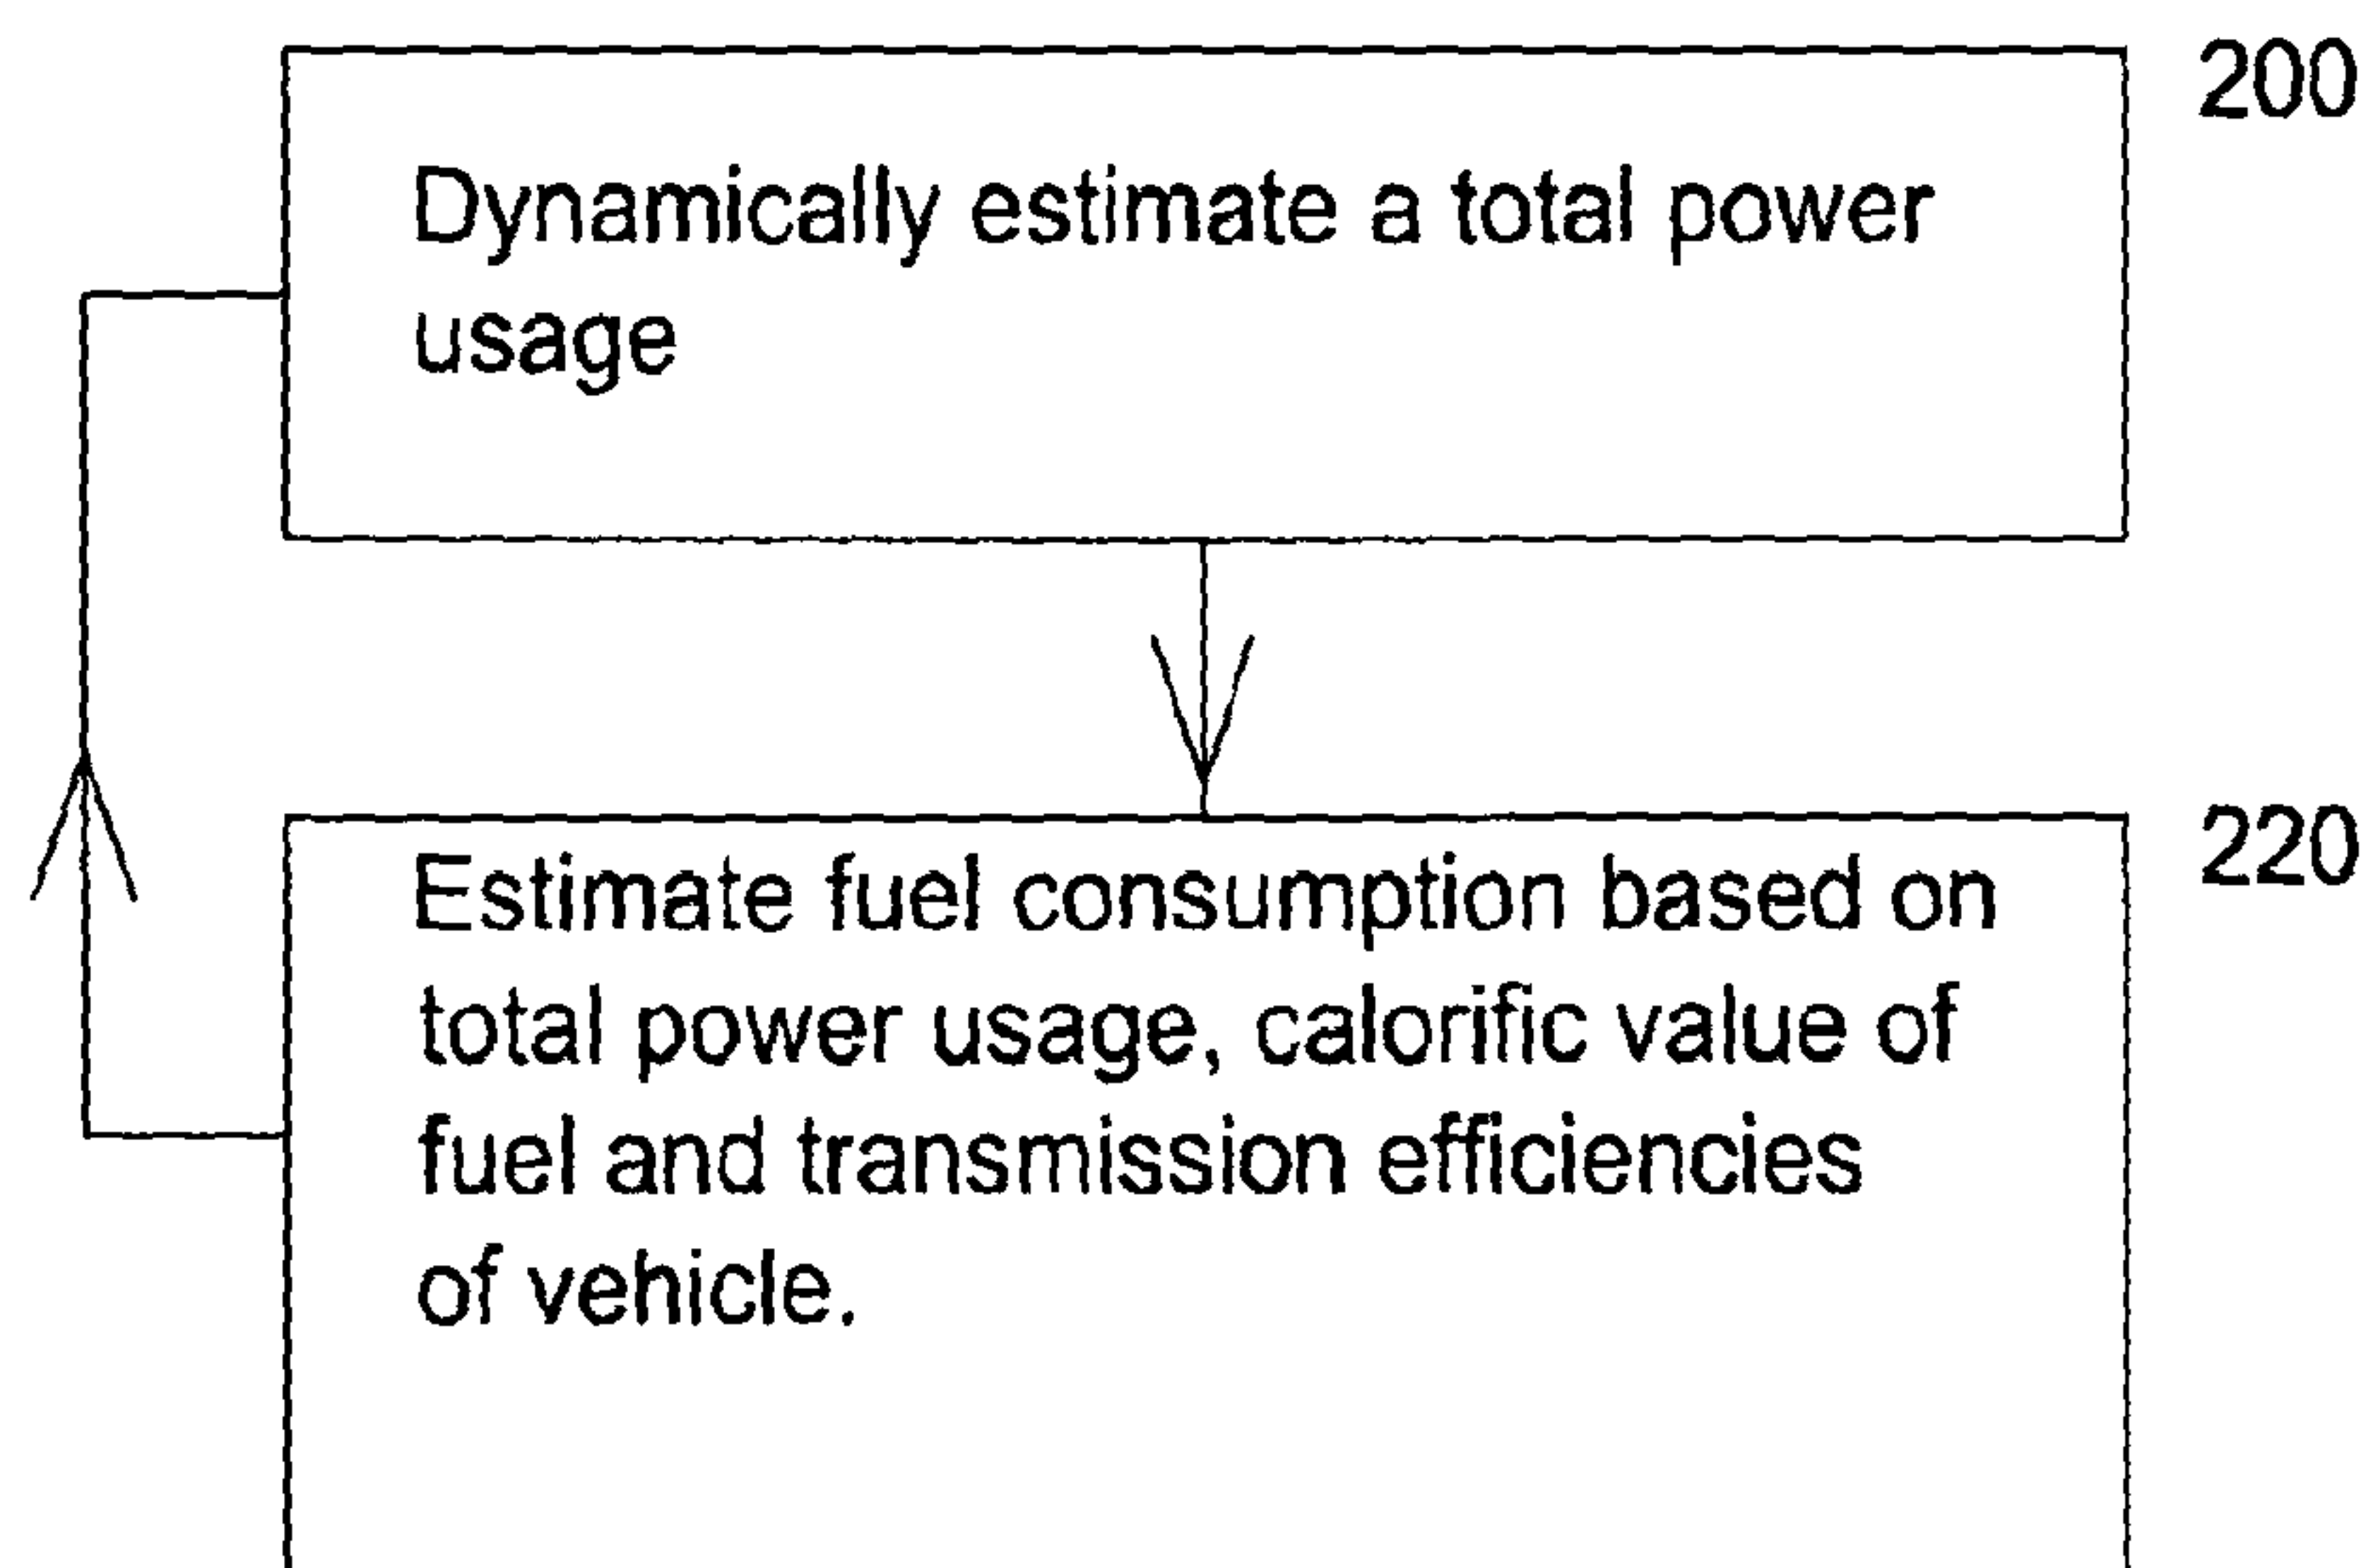 200
Dynamically estimate a total power
usage
220
Estimate fuel consumption based on
total power usage, calorific value of
fuel and transmission efficiencies
of vehicle.